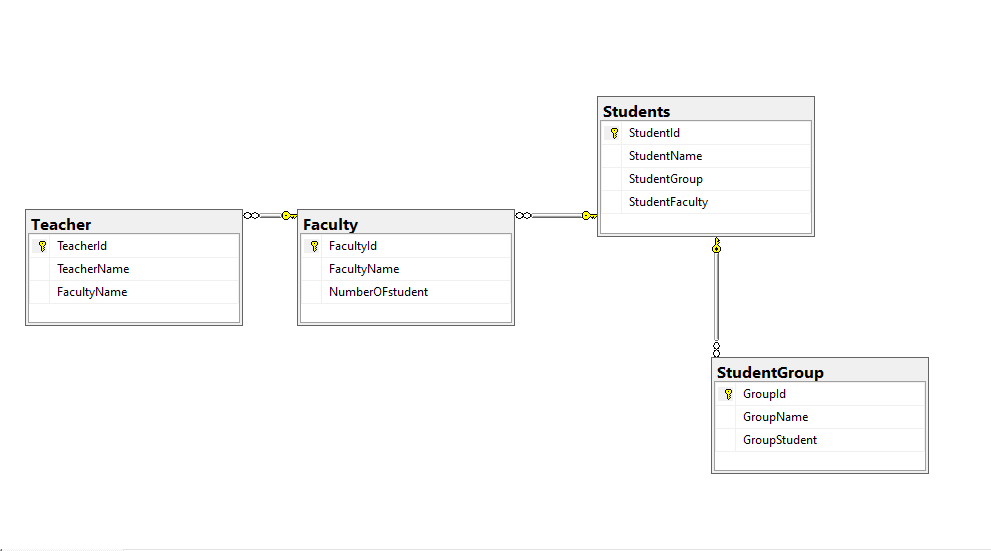 Students
StudentId
StudentName
StudentGroup
StudentFaculty
Teacher
TeacherId
TeacherName
FacultyName
Faculty
FacultyId
FacultyName
NumberOFstudent
StudentGroup
GroupId
GroupName
GroupStudent